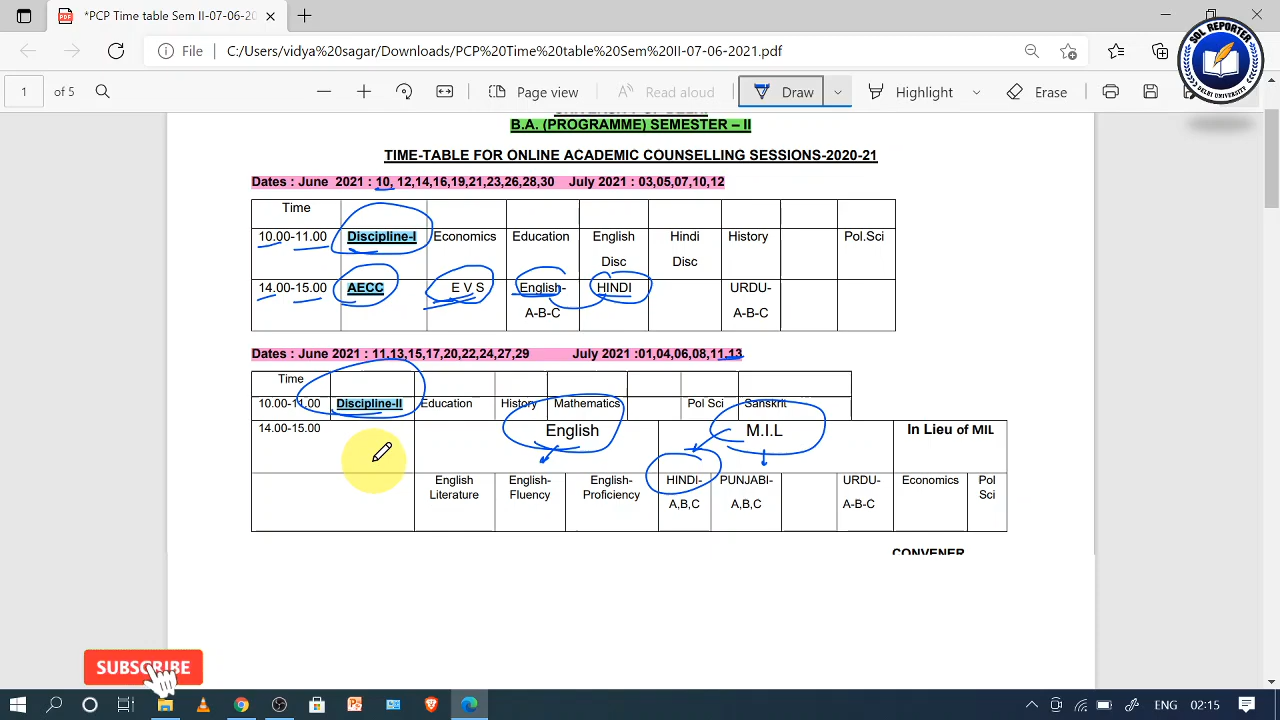 *PCP Time table Sem II-07-06-20
File
C:/Users/vidya%20sagar/Downloads/PCP%20Time%20table%20Sem%20II-07-06-2021.pdf
SOL REPORTER
DELHI UNIVERSITY
1 of 5
Page view
Read aloud
Draw
Highlight
Erase
B.A. (PROGRAMME) SEMESTER – II
TIME-TABLE FOR ONLINE ACADEMIC COUNSELLING SESSIONS-2020-21
Dates : June 2021 : 10, 12,14,16,19,21,23,26,28,30 July 2021 : 03,05,07,10,12
Time
10.00-11.00 Discipline-I Economics Education English Hindi History Pol.Sci
Disc Disc
14.00-15.00 AECC E V S English- HINDI URDU-
A-B-C A-B-C
Dates : June 2021 : 11,13,15,17,20,22,24,27,29 July 2021 :01,04,06,08,11,13
Time
10.00-11.00 Discipline-II Education History Mathematics Pol Sci Sanskrit
14.00-15.00 English M.I.L In Lieu of MIL
English English- English- HINDI- PUNJABI- URDU- Economics Pol
Literature Fluency Proficiency A,B,C A,B,C A-B-C Sci
CONVENER
SUBSCRIBE
ENG 02:15